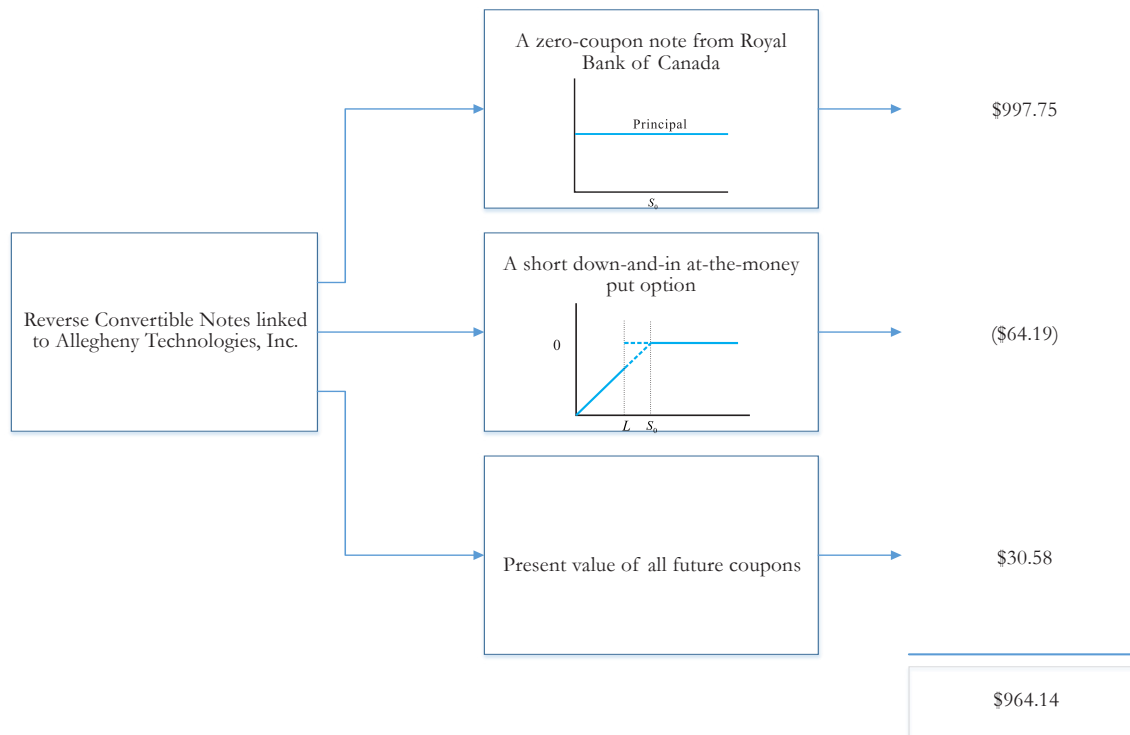 A zero-coupon note from Royal
Bank of Canada
Principal
S₀
$997.75
Reverse Convertible Notes linked
to Allegheny Technologies, Inc.
A short down-and-in at-the-money
put option
0
L S₀
($64.19)
Present value of all future coupons
$30.58
$964.14